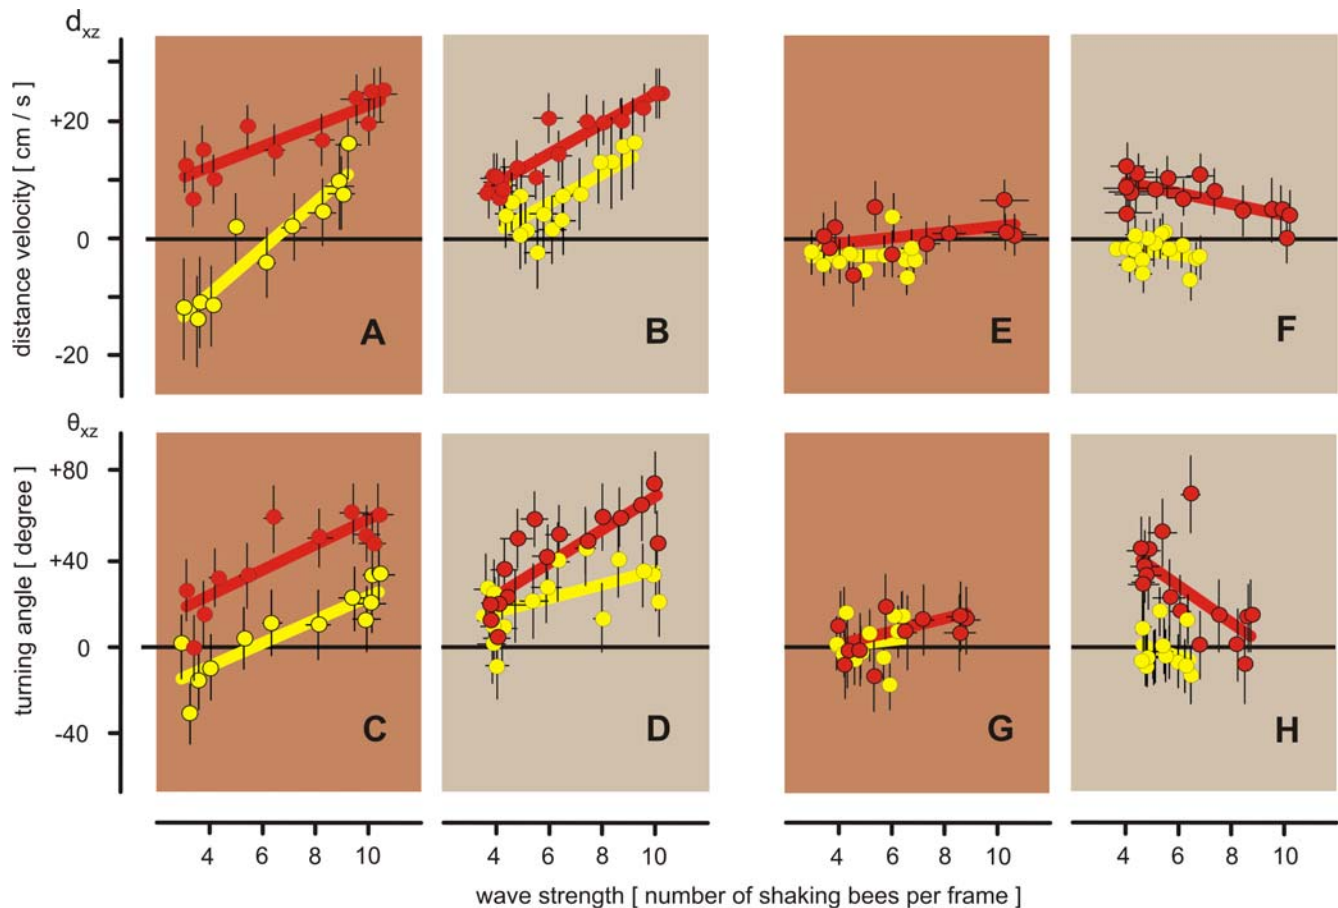 d_xz
distance velocity [ cm / s ]
+20
0
-20
A
B
E
F
θ_xz
turning angle [ degree ]
+80
+40
0
-40
C
D
G
H
4 6 8 10
4 6 8 10
4 6 8 10
4 6 8 10
wave strength [ number of shaking bees per frame ]